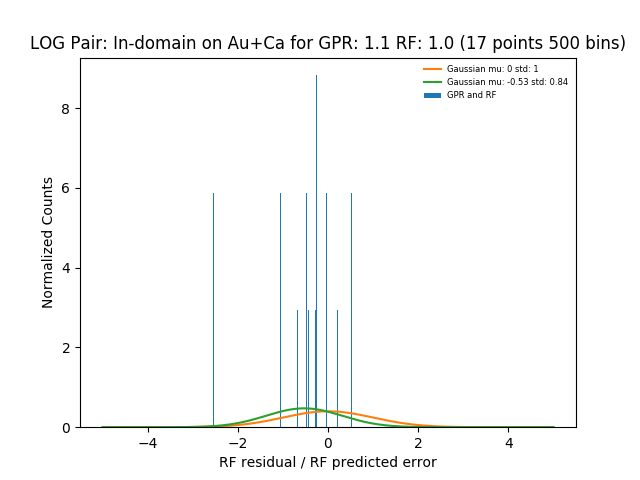 LOG Pair: In-domain on Au+Ca for GPR: 1.1 RF: 1.0 (17 points 500 bins)
Gaussian mu: 0 std: 1
Gaussian mu: -0.53 std: 0.84
GPR and RF
Normalized Counts
8
6
4
2
0
−4
−2
0
2
4
RF residual / RF predicted error